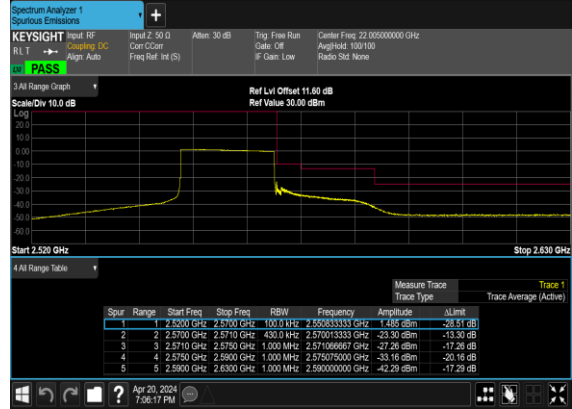 Spectrum Analyzer 1
Spurious Emissions
+
KEYSIGHT Input: RF Input Z: 50 Ω Atten: 30 dB Trig: Free Run Center Freq: 22.005000000 GHz
RLT Coupling: DC Corr CCorr Gate: Off Avg|Hold: 100/100
Align: Auto Freq Ref: Int (S) IF Gain: Low Radio Std: None
PASS
3 All Range Graph
Ref Lvl Offset 11.60 dB
Scale/Div 10.0 dB Ref Value 30.00 dBm
Log
20.0
10.0
0.00
-10.0
-20.0
-30.0
-40.0
-50.0
-60.0
Start 2.520 GHz Stop 2.630 GHz
4 All Range Table
Measure Trace Trace 1
Trace Type Trace Average (Active)
Spur Range Start Freq Stop Freq RBW Frequency Amplitude ΔLimit
1 1 2.5200 GHz 2.5700 GHz 100.0 kHz 2.550833333 GHz 1.485 dBm -28.51 dB
2 2 2.5700 GHz 2.5710 GHz 430.0 kHz 2.570013333 GHz -23.30 dBm -13.30 dB
3 3 2.5710 GHz 2.5750 GHz 1.000 MHz 2.571066667 GHz -27.26 dBm -17.26 dB
4 4 2.5750 GHz 2.5900 GHz 1.000 MHz 2.575075000 GHz -33.16 dBm -20.16 dB
5 5 2.5900 GHz 2.6300 GHz 1.000 MHz 2.590000000 GHz -42.29 dBm -17.29 dB
? Apr 20, 2024
7:06:17 PM